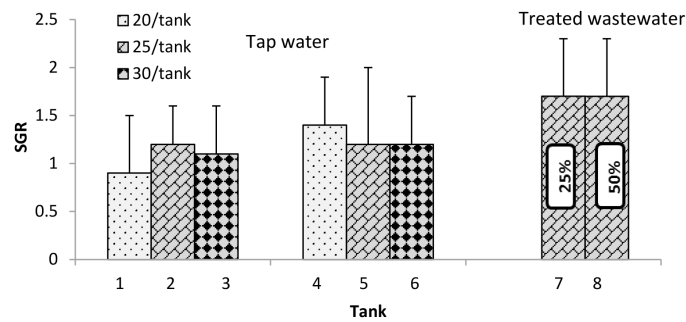 2.5
2
1.5
1
0.5
0
SGR
20/tank
25/tank
30/tank
Tap water
Treated wastewater
25%
50%
1 2 3 4 5 6 7 8
Tank